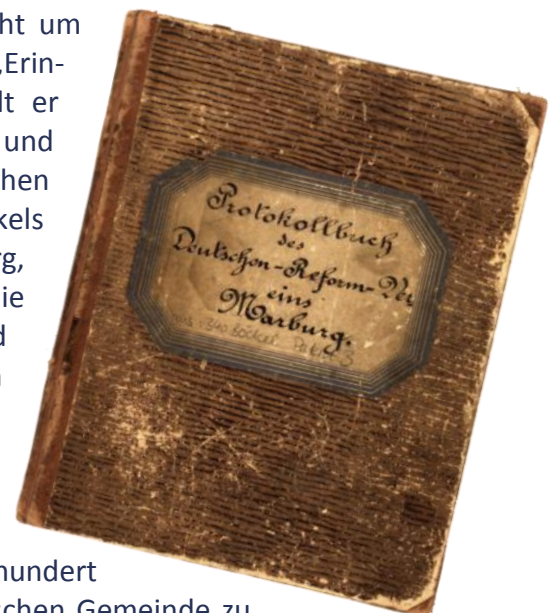 ht um
‚Erin-
lt er
und
chen
kels
rg,
ie
d
n
Protokollbuch
des
Deutschen-Reform-Ver
eins
Marburg.
hundert
schen Gemeinde zu